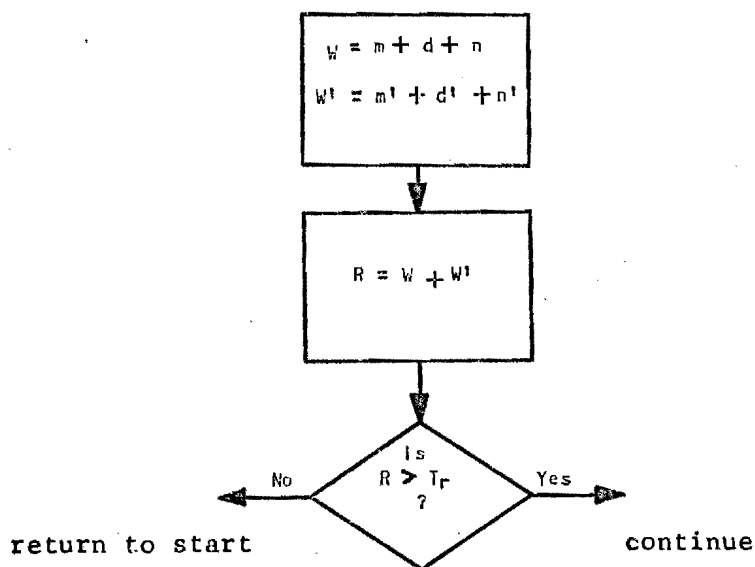 W = m + d + n
W' = m' + d' + n'
R = W + W'
Is
R > Tr
?
No
Yes
return to start
continue